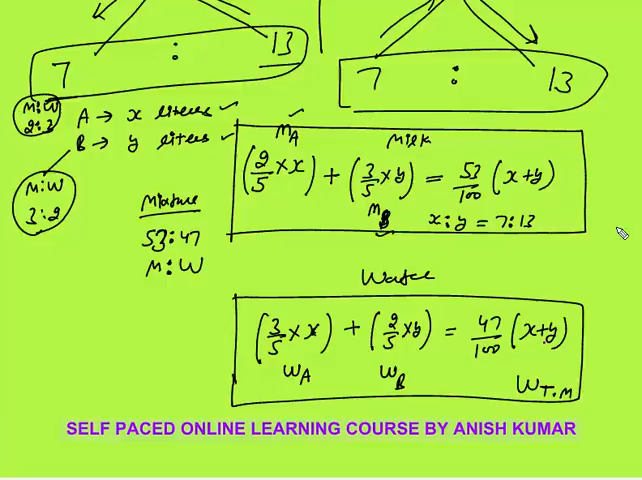 7 : 13
7 : 13
M:W
2:3
A → x liters ✓
B → y liters ✓
M:W
3:2
Mixture
53:47
M:W
MA
Milk
(2/5 × x) + (3/5 × y) = 53/100 (x+y)
MB
x:y = 7:13
Water
(3/5 × x) + (2/5 × y) = 47/100 (x+y)
WA WB WT.M
SELF PACED ONLINE LEARNING COURSE BY ANISH KUMAR